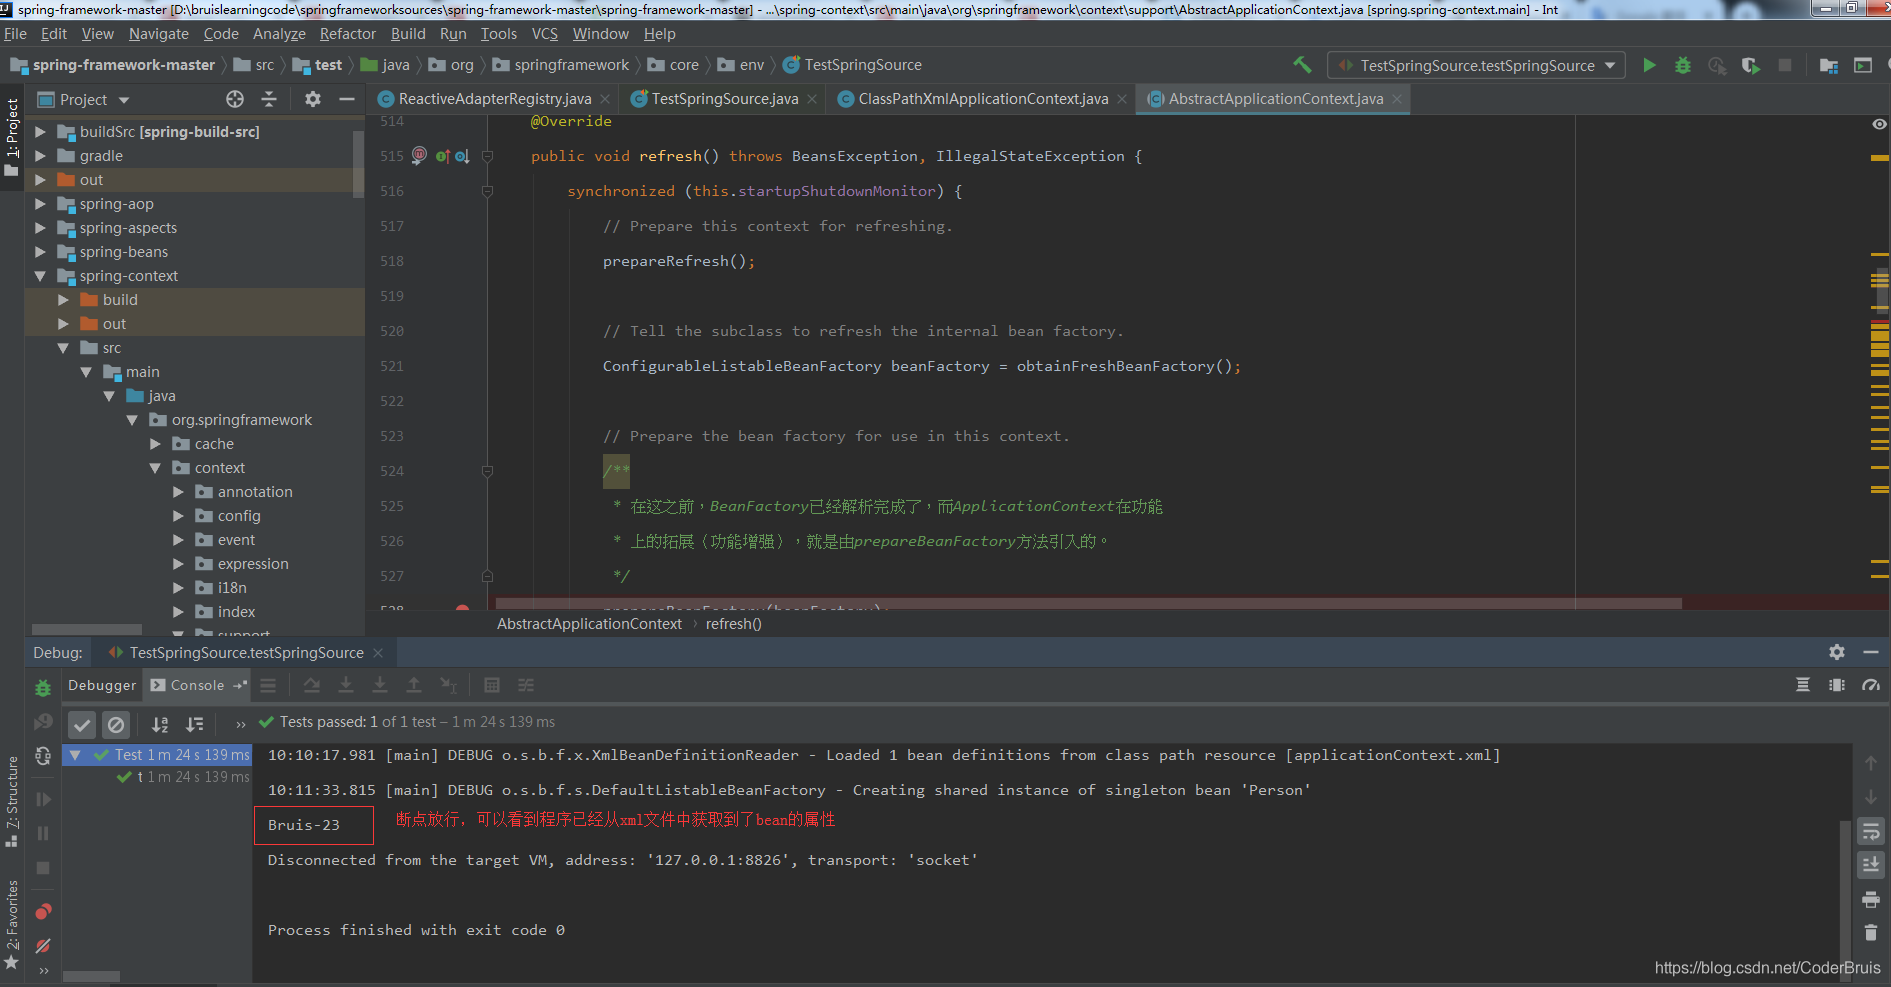 spring-framework-master [D:\bruislearningcode\springframeworksources\spring-framework-master\spring-framework-master] - ...\spring-context\src\main\java\org\springframework\context\support\AbstractApplicationContext.java [spring.spring-context.main] - Int
File Edit View Navigate Code Analyze Refactor Build Run Tools VCS Window Help
spring-framework-master src test java org springframework core env TestSpringSource
TestSpringSource.testSpringSource
1: Project
Project
ReactiveAdapterRegistry.java TestSpringSource.java ClassPathXmlApplicationContext.java AbstractApplicationContext.java
buildSrc [spring-build-src]
gradle
out
spring-aop
spring-aspects
spring-beans
spring-context
build
out
src
main
java
org.springframework
cache
context
annotation
config
event
expression
i18n
index
support
514 @Override
515 public void refresh() throws BeansException, IllegalStateException {
516 synchronized (this.startupShutdownMonitor) {
517 // Prepare this context for refreshing.
518 prepareRefresh();
519
520 // Tell the subclass to refresh the internal bean factory.
521 ConfigurableListableBeanFactory beanFactory = obtainFreshBeanFactory();
522
523 // Prepare the bean factory for use in this context.
524 /**
525 * 在这之前，BeanFactory已经解析完成了，而ApplicationContext在功能
526 * 上的拓展（功能增强），就是由prepareBeanFactory方法引入的。
527 */
528 prepareBeanFactory(beanFactory);
AbstractApplicationContext › refresh()
Debug: TestSpringSource.testSpringSource
Debugger Console
Tests passed: 1 of 1 test – 1 m 24 s 139 ms
Test 1 m 24 s 139 ms
t 1 m 24 s 139 ms
10:10:17.981 [main] DEBUG o.s.b.f.x.XmlBeanDefinitionReader - Loaded 1 bean definitions from class path resource [applicationContext.xml]
10:11:33.815 [main] DEBUG o.s.b.f.s.DefaultListableBeanFactory - Creating shared instance of singleton bean 'Person'
Bruis-23 断点放行，可以看到程序已经从xml文件中获取到了bean的属性
Disconnected from the target VM, address: '127.0.0.1:8826', transport: 'socket'
Process finished with exit code 0
7: Structure
2: Favorites
https://blog.csdn.net/CoderBruis